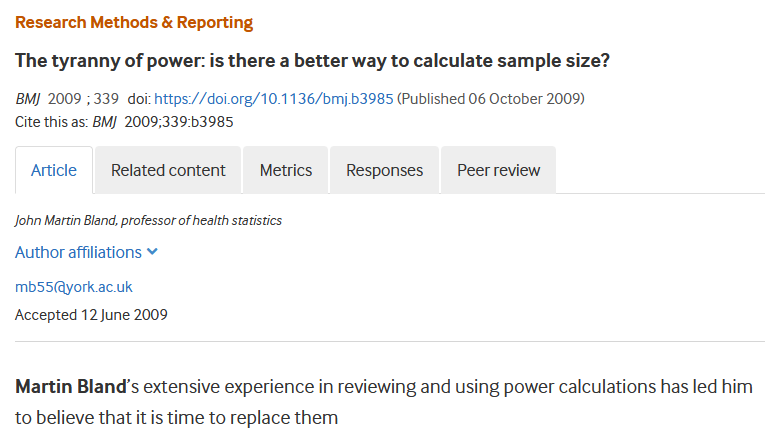 Research Methods & Reporting
The tyranny of power: is there a better way to calculate sample size?
BMJ 2009 ; 339 doi: https://doi.org/10.1136/bmj.b3985 (Published 06 October 2009)
Cite this as: BMJ 2009;339:b3985
Article Related content Metrics Responses Peer review
John Martin Bland, professor of health statistics
Author affiliations
mb55@york.ac.uk
Accepted 12 June 2009
Martin Bland's extensive experience in reviewing and using power calculations has led him
to believe that it is time to replace them